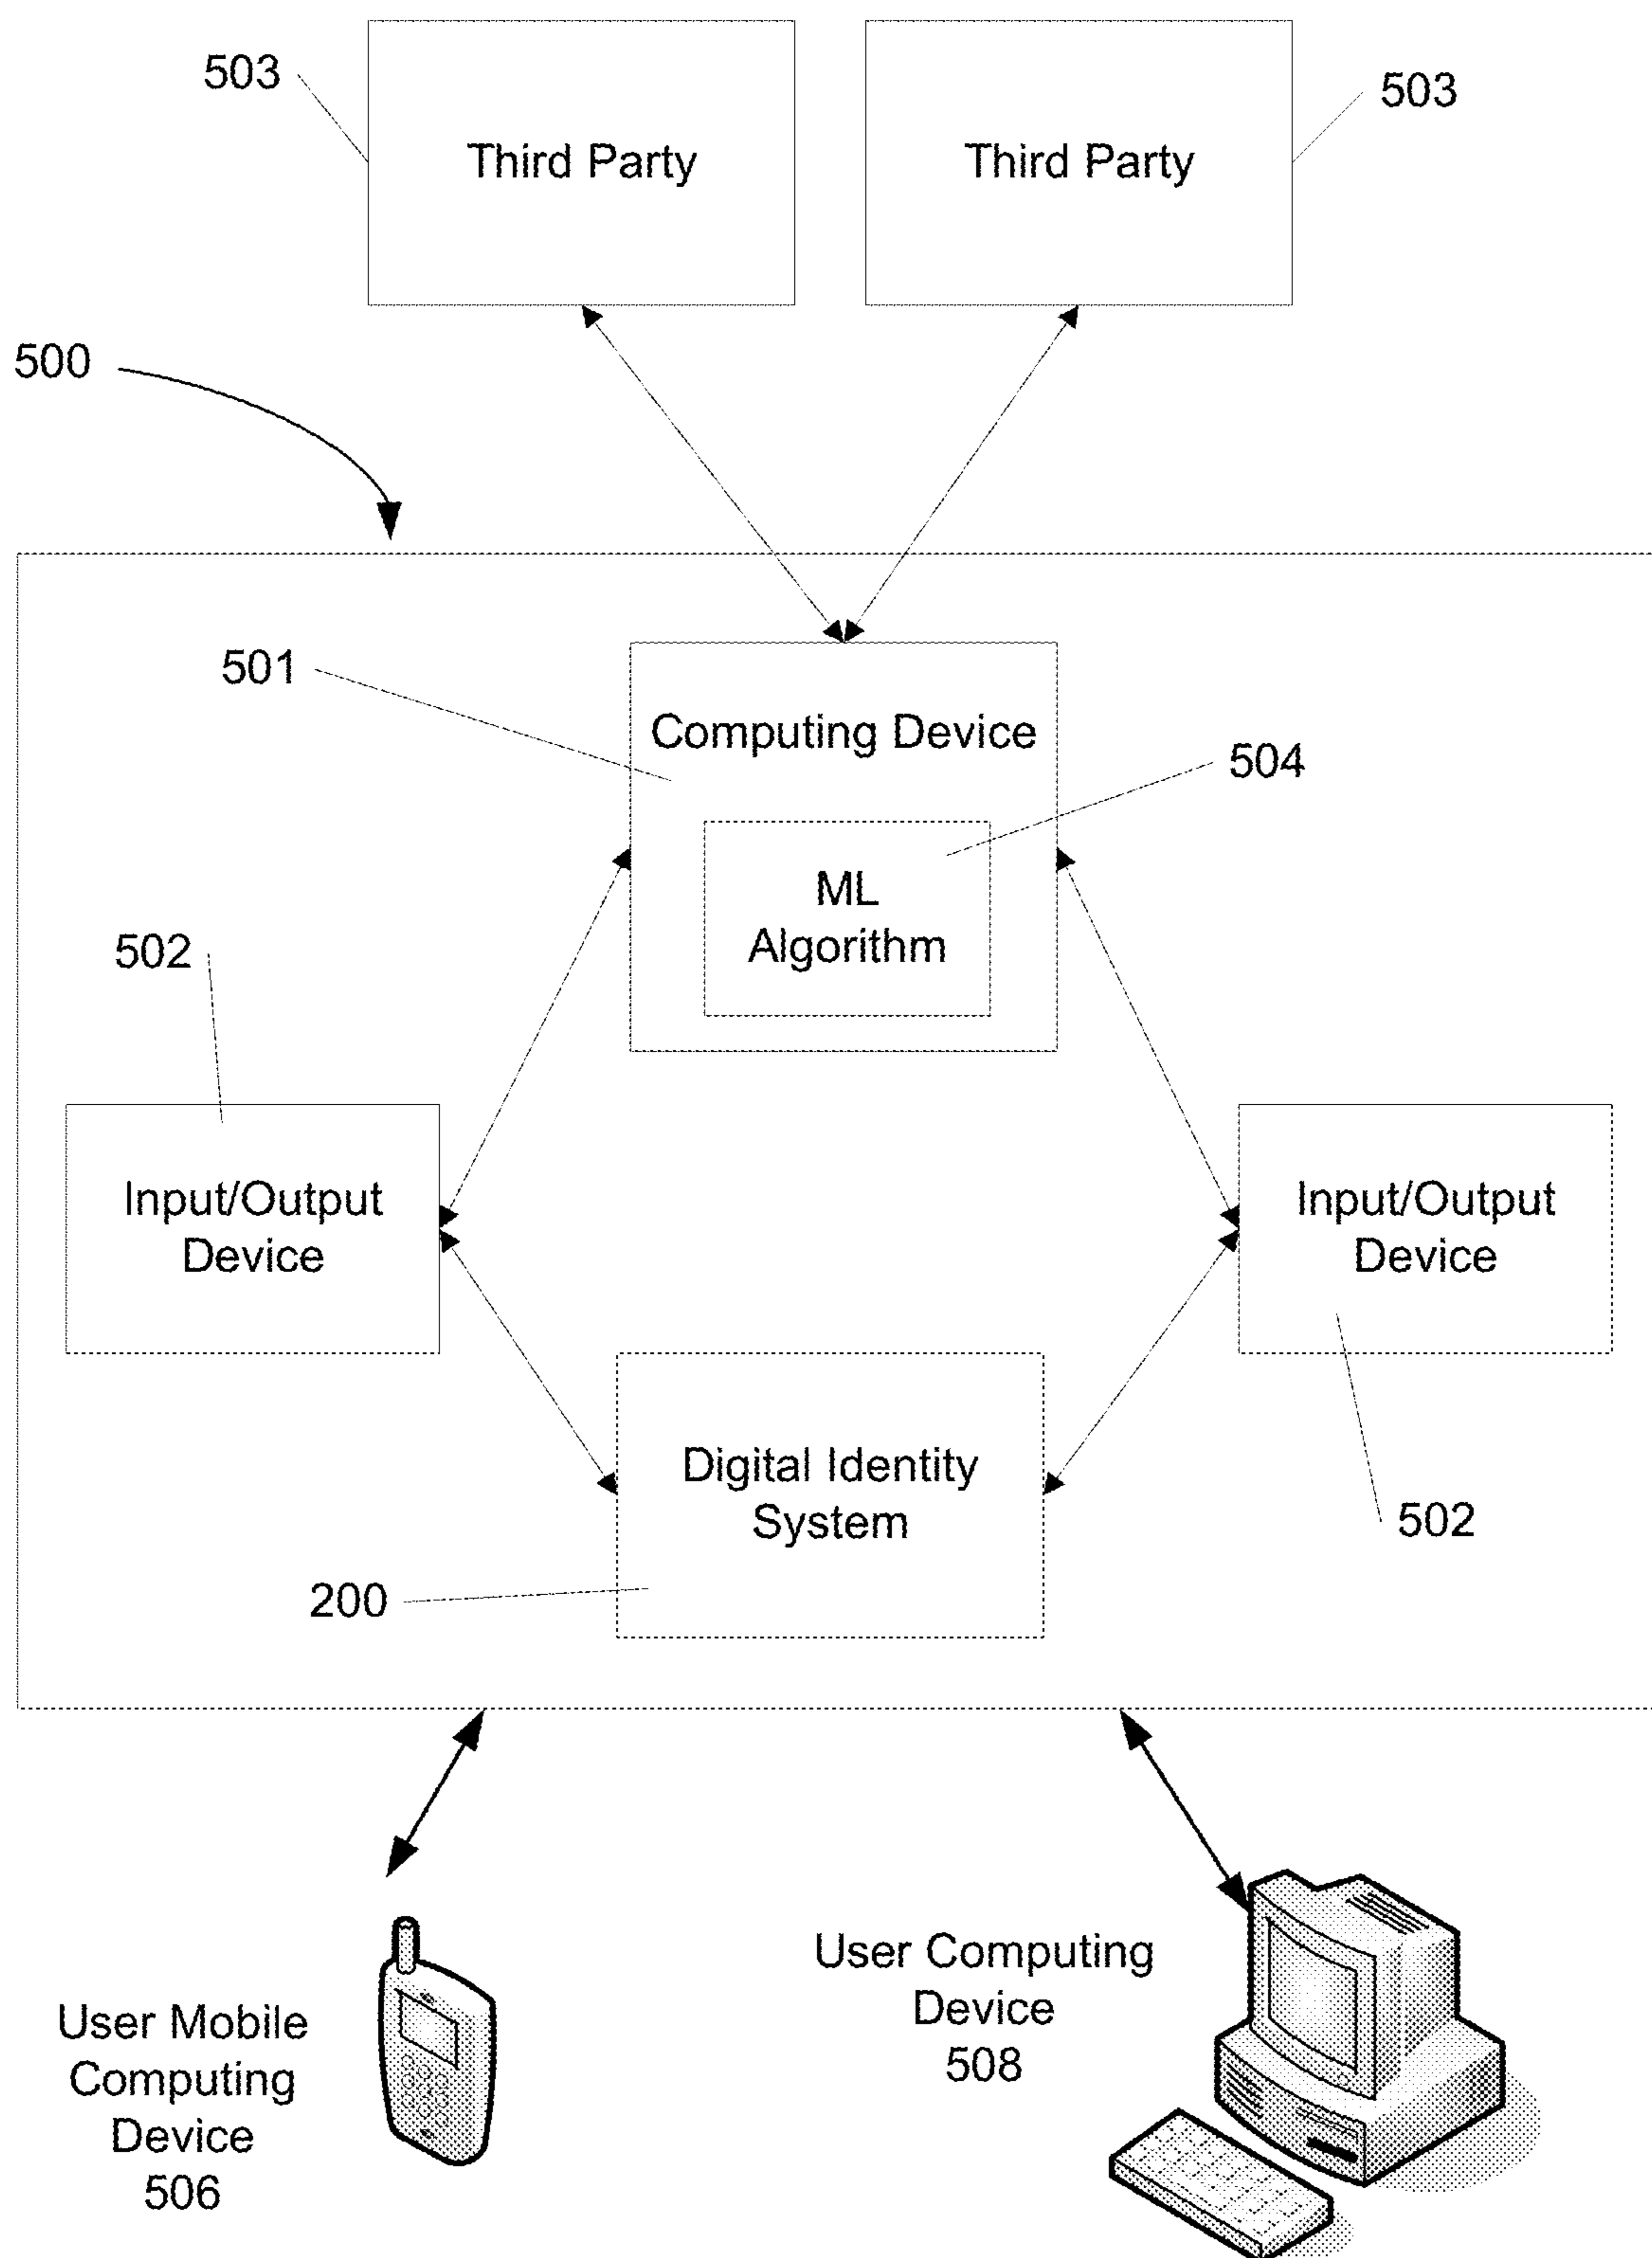 503
Third Party
Third Party
503
500
501
Computing Device
504
ML
Algorithm
502
Input/Output
Device
Input/Output
Device
Digital Identity
System
502
200
User Mobile
Computing
Device
506
User Computing
Device
508